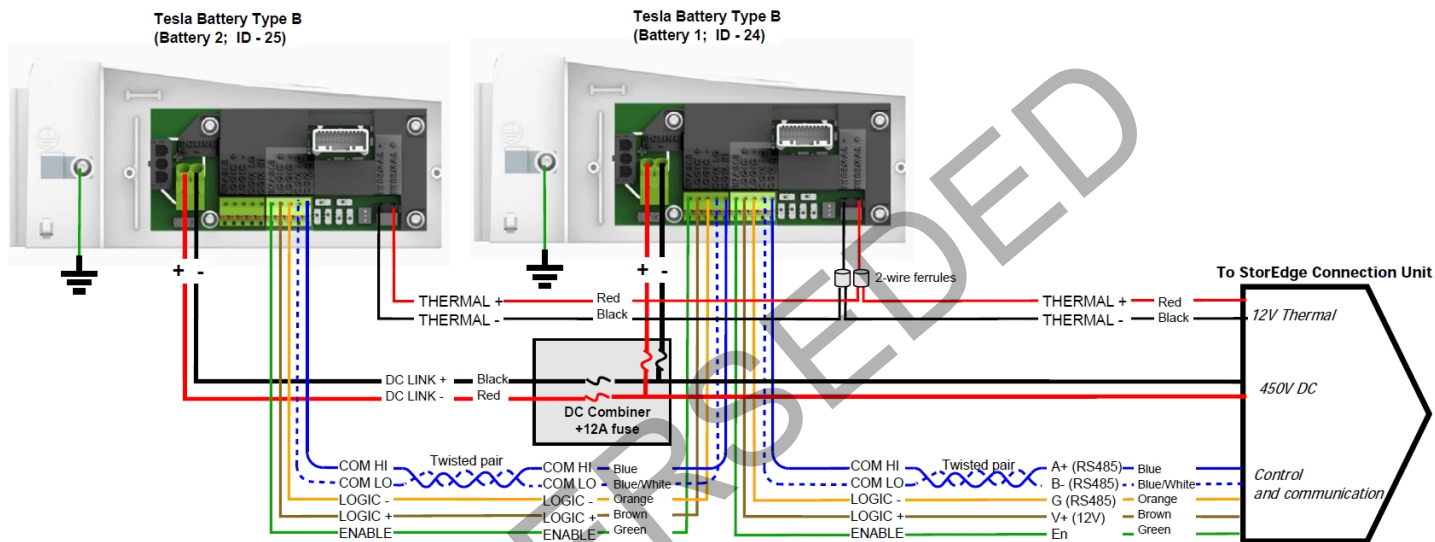 Tesla Battery Type B
(Battery 2; ID - 25)
Tesla Battery Type B
(Battery 1; ID - 24)
+ -
+ -
2-wire ferrules
To StorEdge Connection Unit
THERMAL + Red
THERMAL + Red
THERMAL - Black
THERMAL - Black
12V Thermal
DC LINK + Black
DC LINK - Red
450V DC
DC Combiner
+12A fuse
COM HI Twisted pair COM HI Blue
COM LO COM LO Blue/White
LOGIC - LOGIC - Orange
LOGIC + LOGIC + Brown
ENABLE ENABLE Green
COM HI Twisted pair A+ (RS485) Blue
COM LO B- (RS485) Blue/White
LOGIC - G (RS485) Orange
LOGIC + V+ (12V) Brown
ENABLE En Green
Control
and communication
ERSEDED